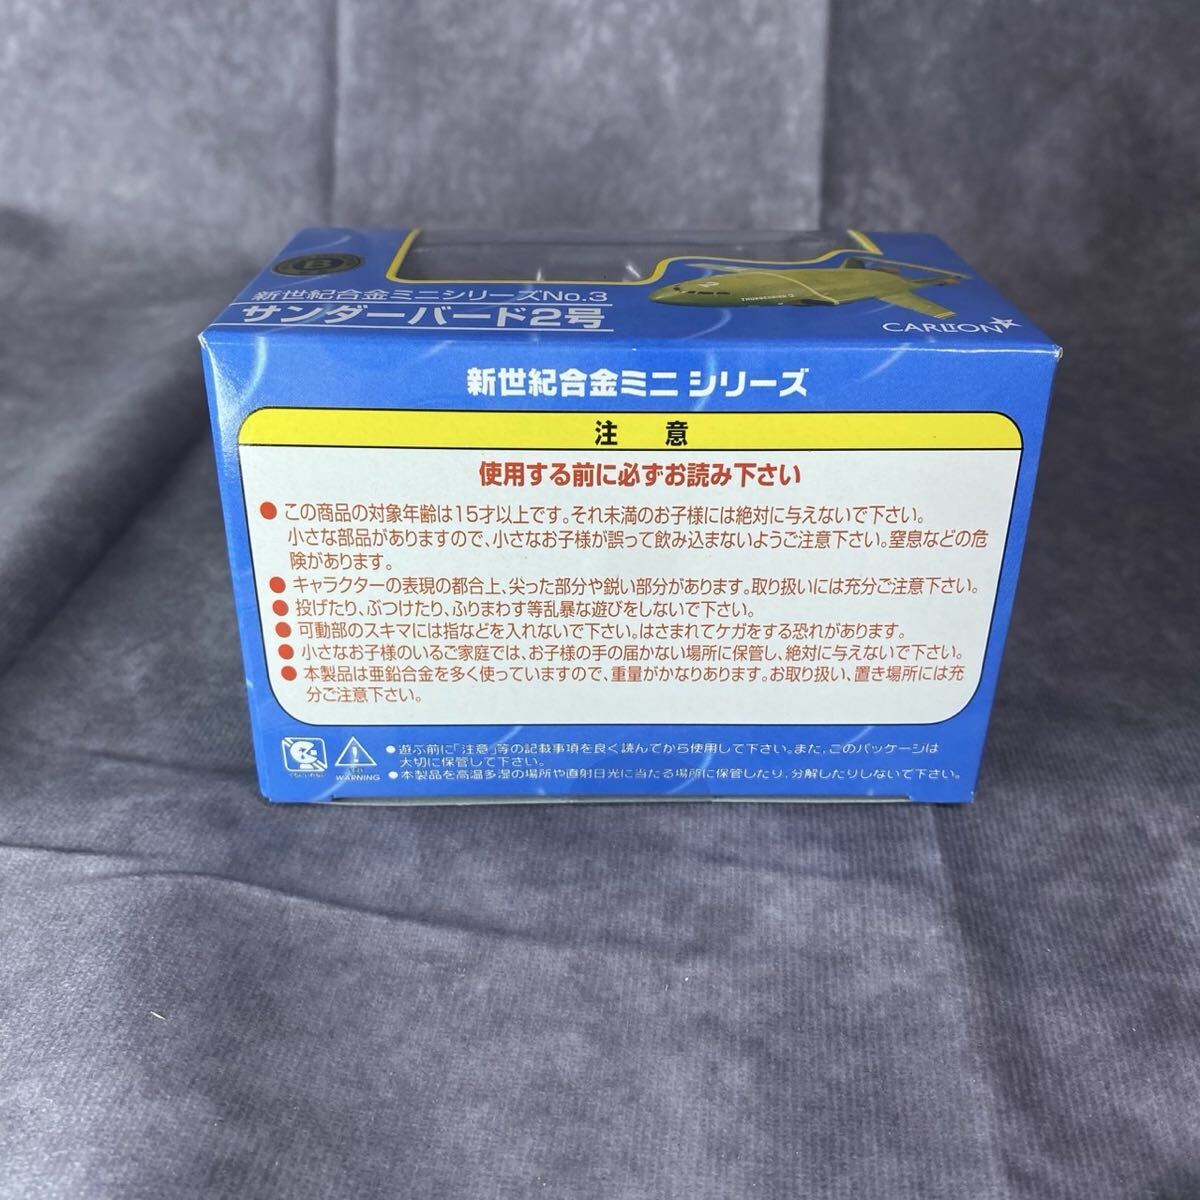 B
新世紀合金ミニシリーズNo.3
サンダーバード2号
THUNDERBIRD 2
CARLTON
新世紀合金ミニ シリーズ
注 意
使用する前に必ずお読み下さい
● この商品の対象年齢は15才以上です。それ未満のお子様には絶対に与えないで下さい。
小さな部品がありますので、小さなお子様が誤って飲み込まないようご注意下さい。窒息などの危
険があります。
● キャラクターの表現の都合上、尖った部分や鋭い部分があります。取り扱いには充分ご注意下さい。
● 投げたり、ぶつけたり、ふりまわす等乱暴な遊びをしないで下さい。
● 可動部のスキマには指などを入れないで下さい。はさまれてケガをする恐れがあります。
● 小さなお子様のいるご家庭では、お子様の手の届かない場所に保管し、絶対に与えないで下さい。
● 本製品は亜鉛合金を多く使っていますので、重量がかなりあります。お取り扱い、置き場所には充
分ご注意下さい。
WARNING
● 遊ぶ前に「注意」等の記載事項を良く読んでから使用して下さい。また、このパッケージは
大切に保管して下さい。
● 本製品を高温多湿の場所や直射日光に当たる場所に保管したり、分解したりしないで下さい。